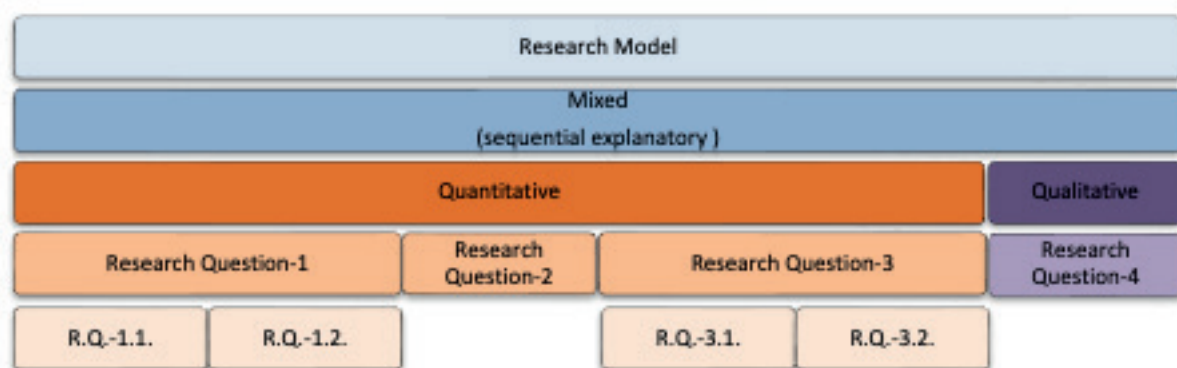 Research Model
Mixed
(sequential explanatory )
Quantitative
Qualitative
Research Question-1
Research
Question-2
Research Question-3
Research
Question-4
R.Q.-1.1.
R.Q.-1.2.
R.Q.-3.1.
R.Q.-3.2.